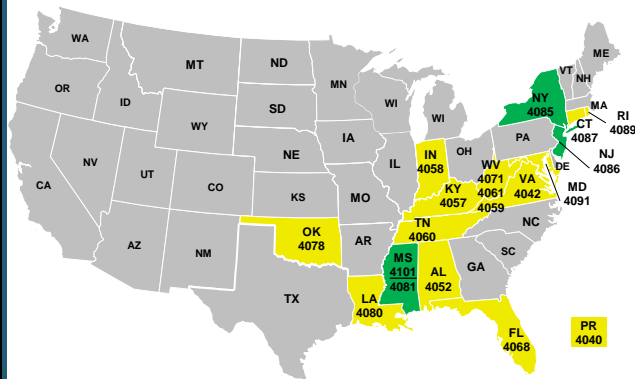 WA
MT
ND
MN
WI
WI
VT
NH
ME
OR
ID
SD
NY
4085
MA
RI
4089
CT
4087
WY
IA
PA
NJ
4086
NV
NE
IL
IN
4058
OH
DE
UT
CO
WV
4071
4061
4059
VA
4042
MD
4091
CA
KS
MO
KY
4057
NC
OK
4078
TN
4060
AZ
NM
AR
SC
MS
4101
4081
AL
4052
GA
TX
LA
4080
FL
4068
PR
4040